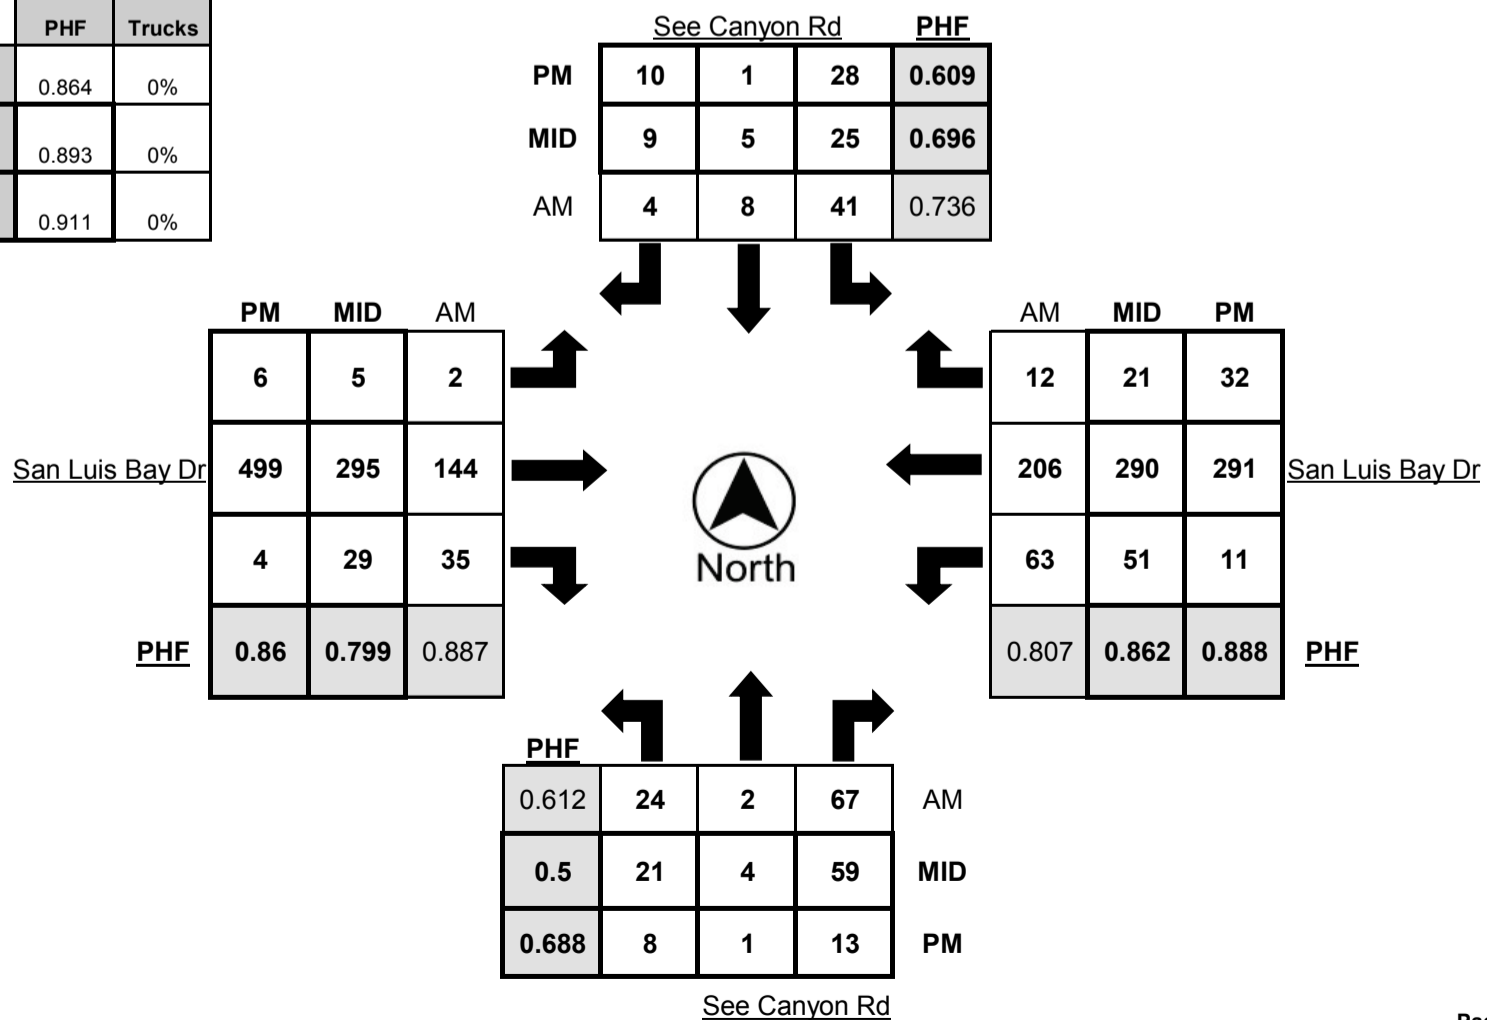 PHF Trucks
0.864 0%
0.893 0%
0.911 0%
See Canyon Rd PHF
PM 10 1 28 0.609
MID 9 5 25 0.696
AM 4 8 41 0.736
PM MID AM
6 5 2
San Luis Bay Dr 499 295 144
4 29 35
PHF 0.86 0.799 0.887
North
AM MID PM
12 21 32
206 290 291 San Luis Bay Dr
63 51 11
0.807 0.862 0.888 PHF
PHF
0.612 24 2 67 AM
0.5 21 4 59 MID
0.688 8 1 13 PM
See Canyon Rd